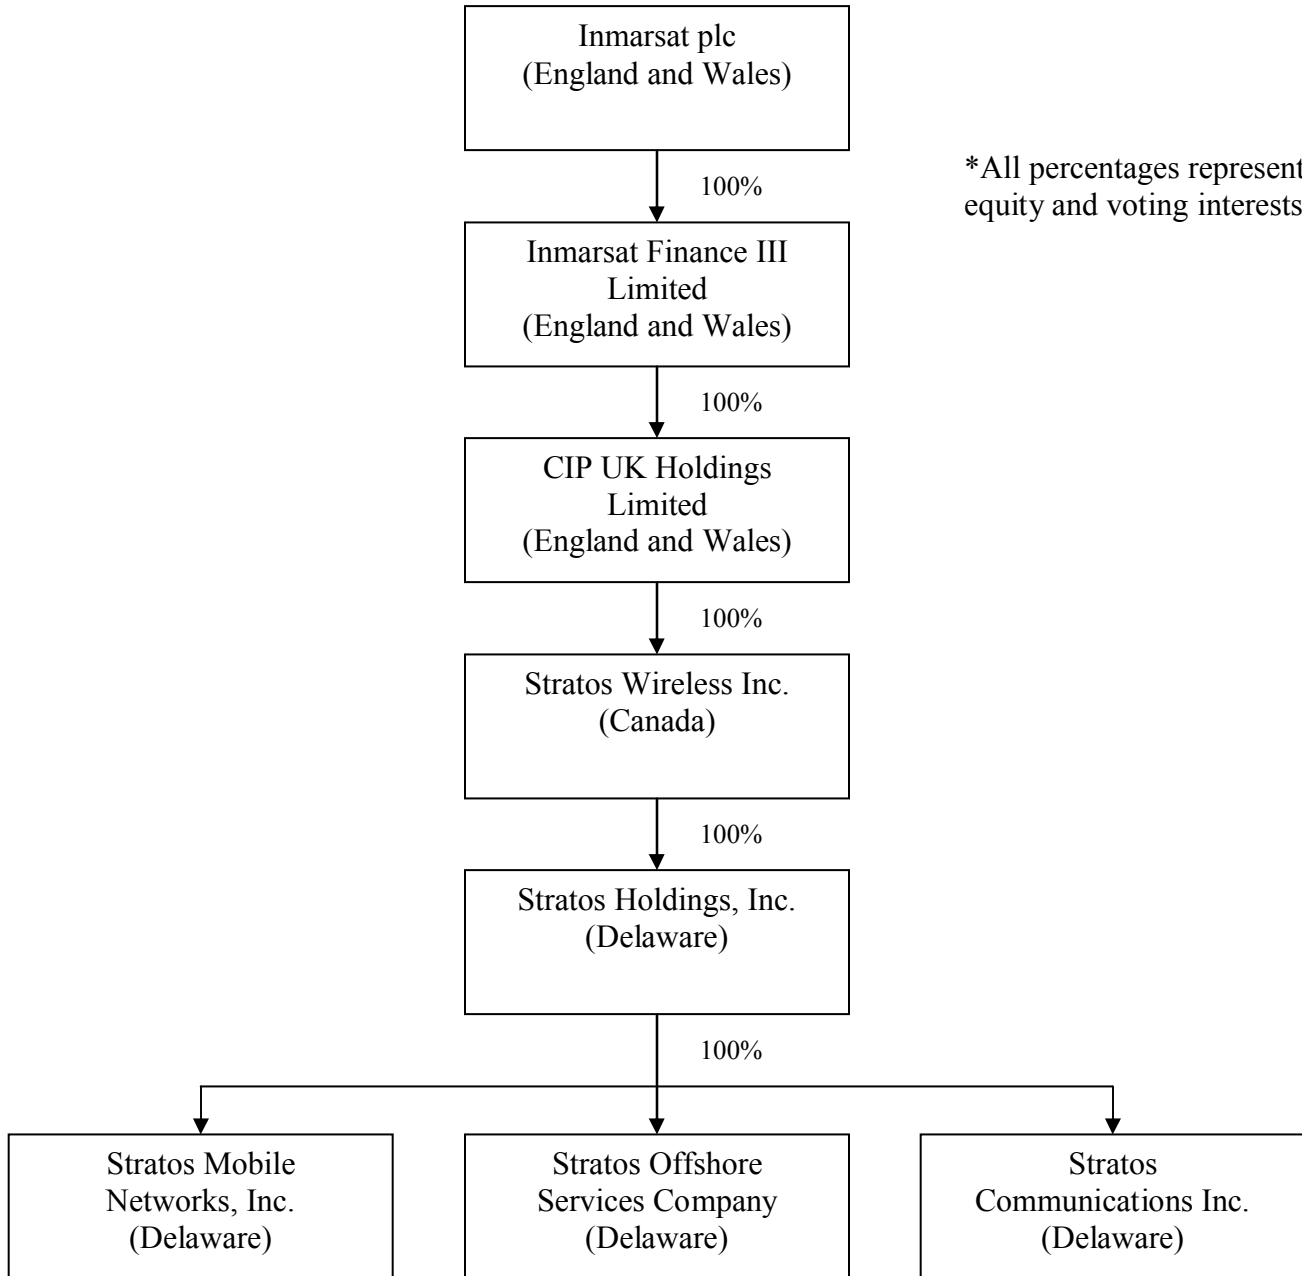 Inmarsat plc
(England and Wales)
100%
*All percentages represent
equity and voting interests
Inmarsat Finance III
Limited
(England and Wales)
100%
CIP UK Holdings
Limited
(England and Wales)
100%
Stratos Wireless Inc.
(Canada)
100%
Stratos Holdings, Inc.
(Delaware)
100%
Stratos Mobile
Networks, Inc.
(Delaware)
Stratos Offshore
Services Company
(Delaware)
Stratos
Communications Inc.
(Delaware)